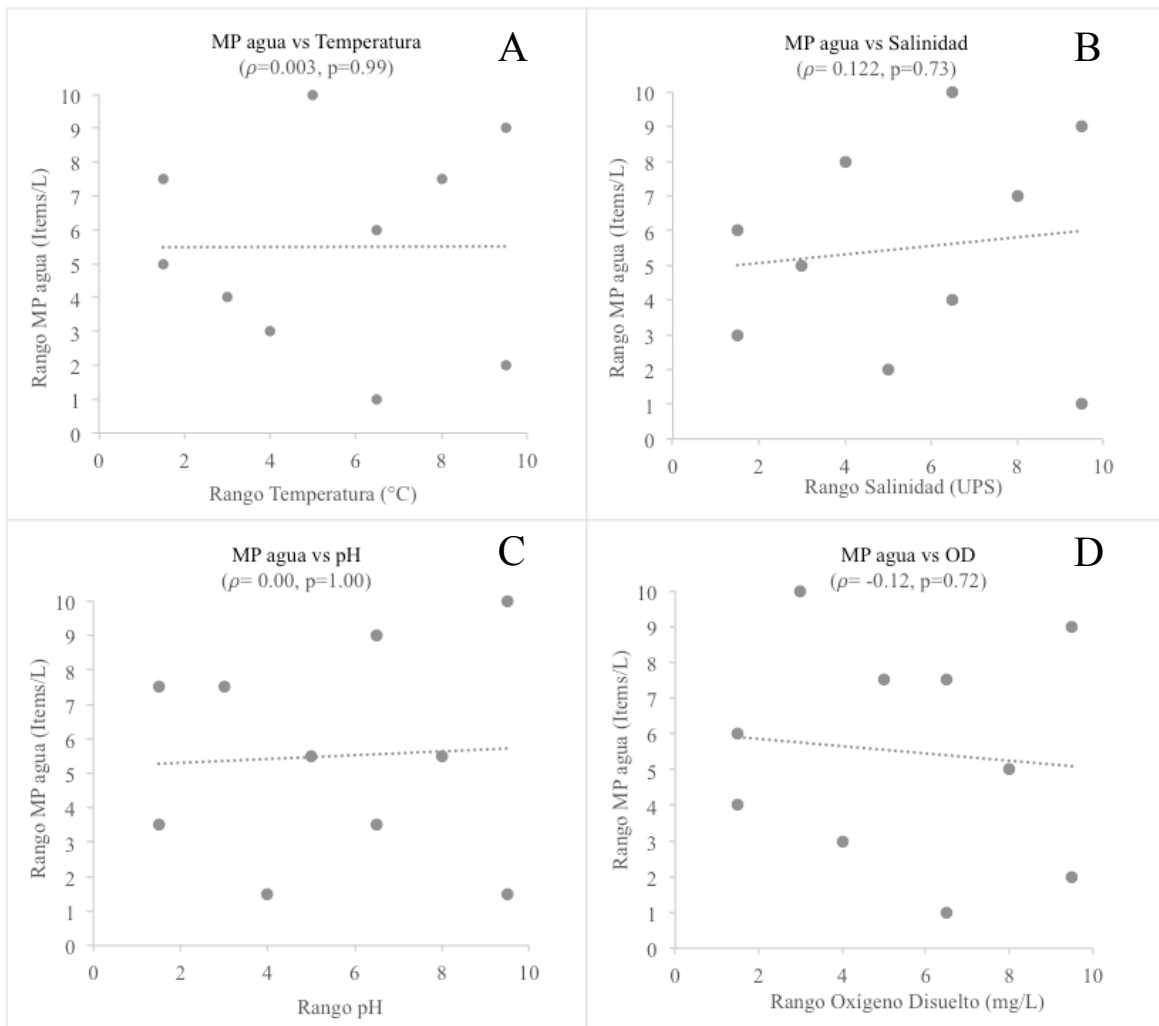 MP agua vs Temperatura
(ρ=0.003, p=0.99)
A
10
9
8
7
6
5
4
3
2
1
0
Rango MP agua (Items/L)
0 2 4 6 8 10
Rango Temperatura (°C)
MP agua vs Salinidad
(ρ= 0.122, p=0.73)
B
10
9
8
7
6
5
4
3
2
1
0
Rango MP agua (Items/L)
0 2 4 6 8 10
Rango Salinidad (UPS)
MP agua vs pH
(ρ= 0.00, p=1.00)
C
10
9
8
7
6
5
4
3
2
1
0
Rango MP agua (Items/L)
0 2 4 6 8 10
Rango pH
MP agua vs OD
(ρ= -0.12, p=0.72)
D
10
9
8
7
6
5
4
3
2
1
0
Rango MP agua (Items/L)
0 2 4 6 8 10
Rango Oxígeno Disuelto (mg/L)